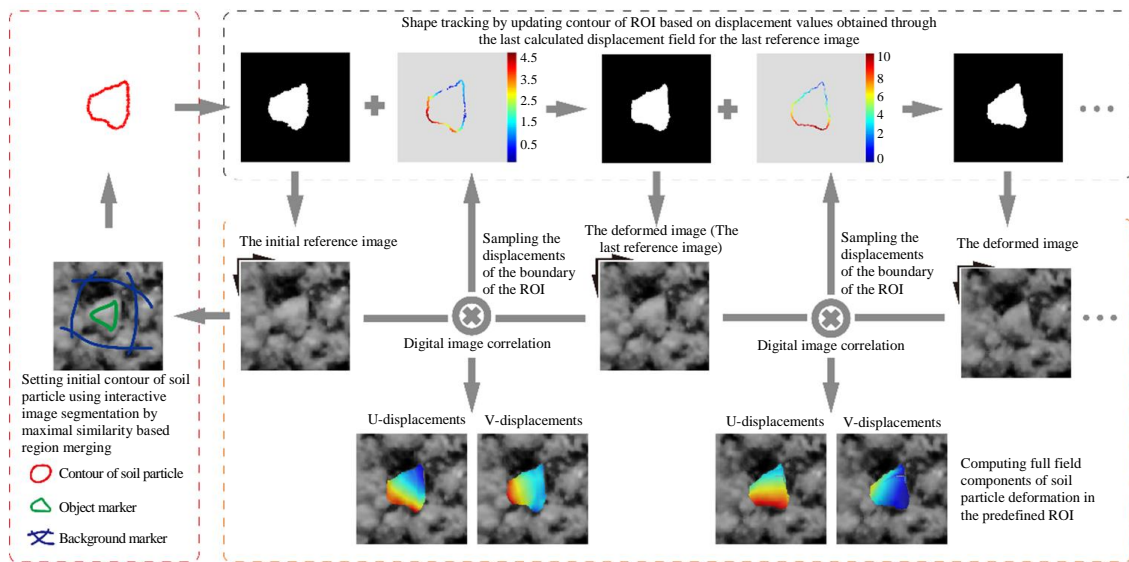 Shape tracking by updating contour of ROI based on displacement values obtained through
the last calculated displacement field for the last reference image
4.5
3.5
2.5
1.5
0.5
10
8
6
4
2
0
The initial reference image
Sampling the
displacements
of the boundary
of the ROI
The deformed image (The
last reference image)
Sampling the
displacements
of the boundary
of the ROI
The deformed image
Digital image correlation
Digital image correlation
Setting initial contour of soil
particle using interactive
image segmentation by
maximal similarity based
region merging
Contour of soil particle
Object marker
Background marker
U-displacements
V-displacements
U-displacements
V-displacements
Computing full field
components of soil
particle deformation in
the predefined ROI